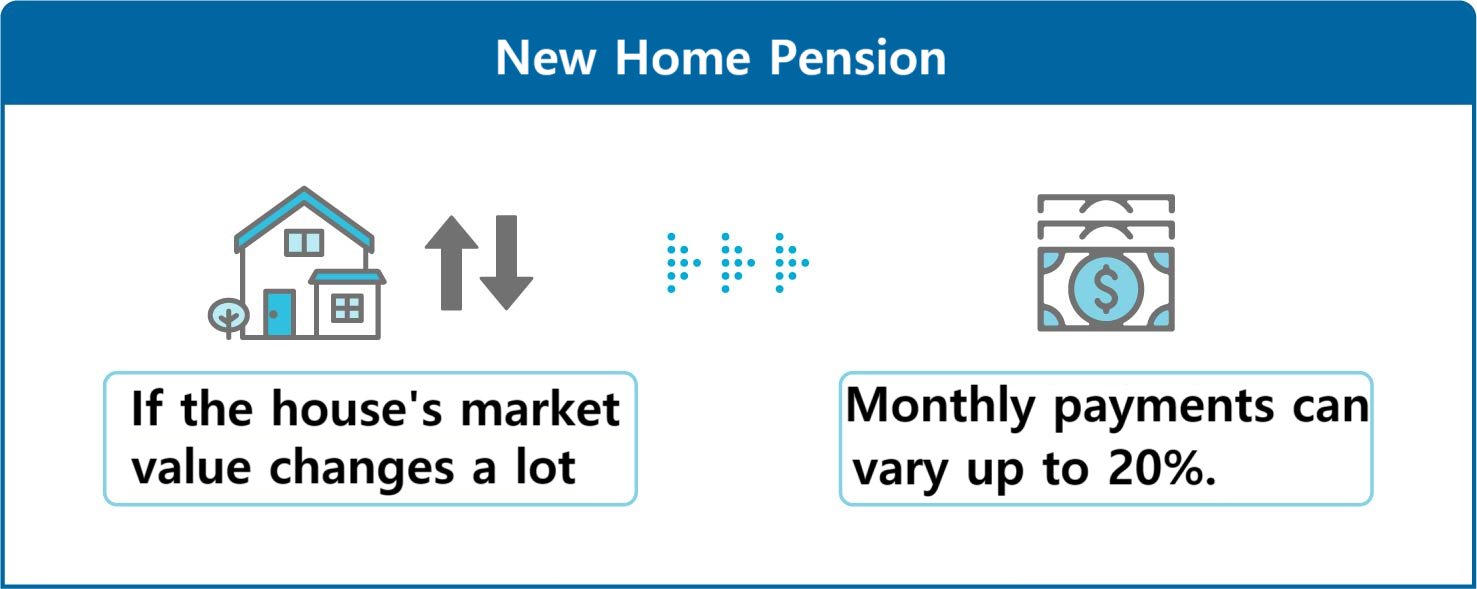 New Home Pension
If the house's market
value changes a lot
$
Monthly payments can
vary up to 20%.